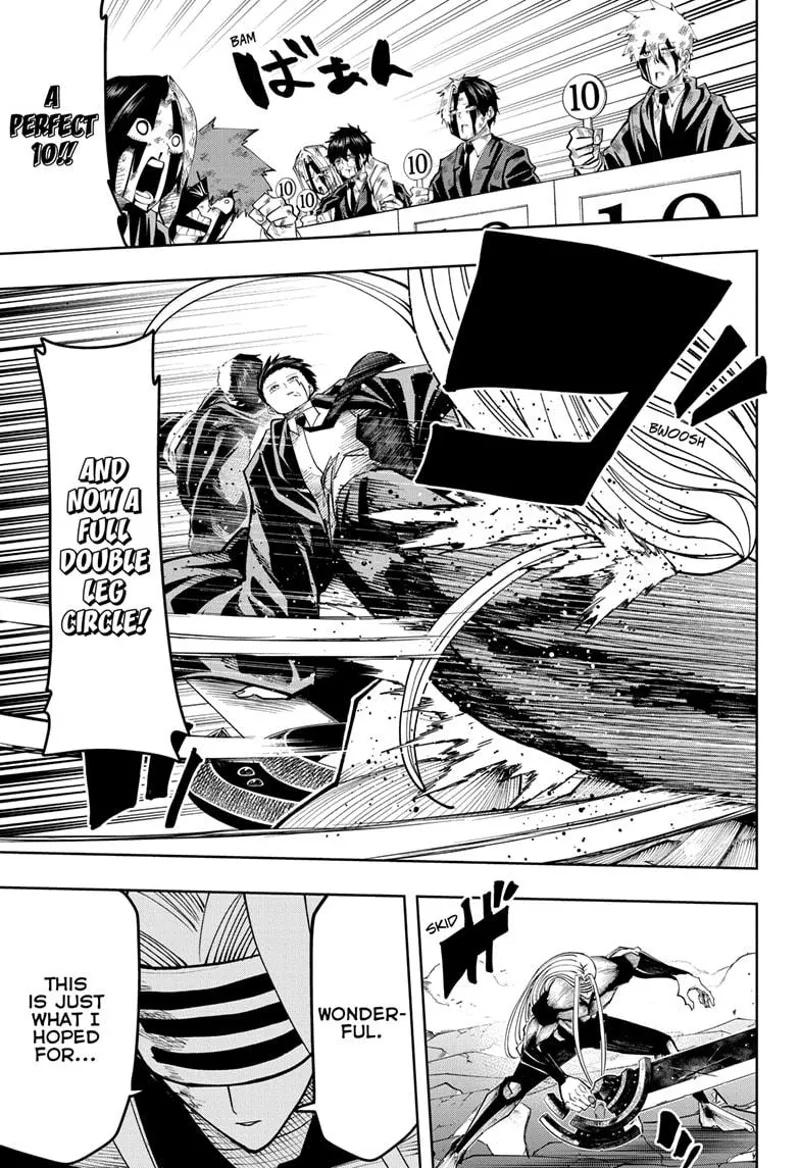 BAM
ばぁん
10
10
10
10
10
A
PERFECT
10!!
BWOOSH
AND
NOW A
FULL
DOUBLE
LEG
CIRCLE!
SKID
WONDER-
FUL.
THIS
IS JUST
WHAT I
HOPED
FOR...